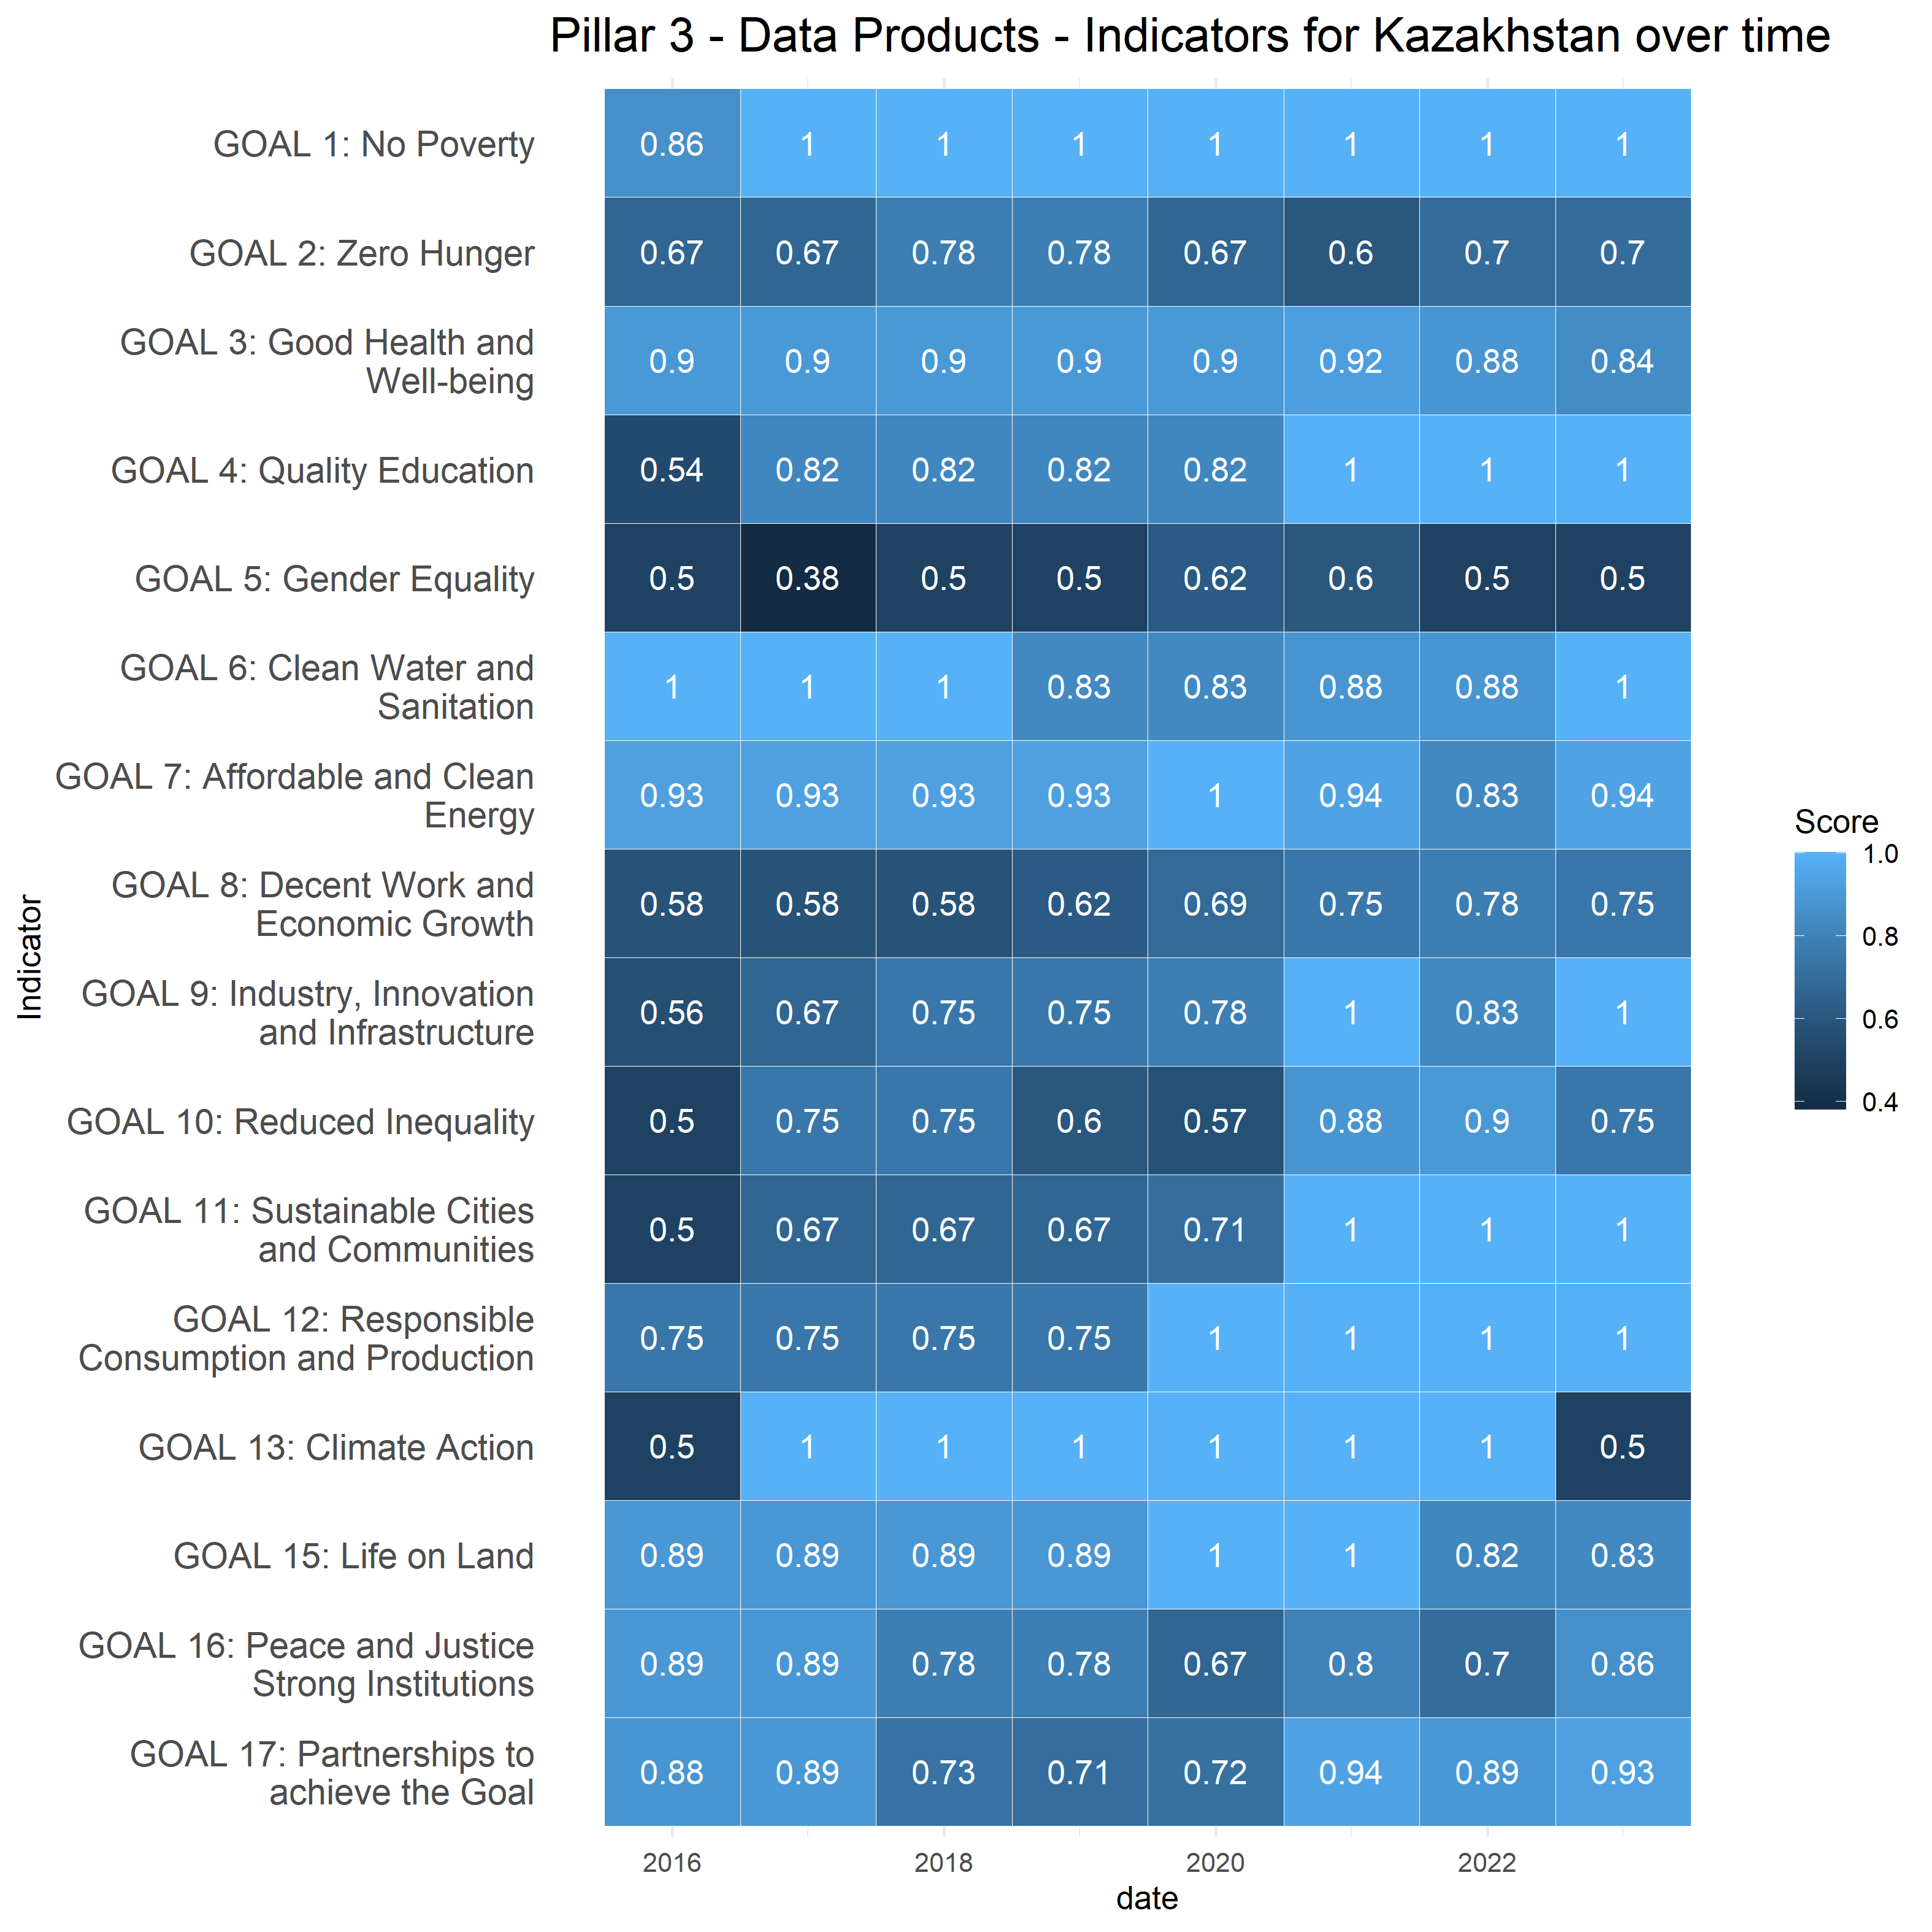 Pillar 3 - Data Products - Indicators for Kazakhstan over time
GOAL 1: No Poverty
0.86 1 1 1 1 1 1 1
GOAL 2: Zero Hunger
0.67 0.67 0.78 0.78 0.67 0.6 0.7 0.7
GOAL 3: Good Health and
Well-being
0.9 0.9 0.9 0.9 0.9 0.92 0.88 0.84
GOAL 4: Quality Education
0.54 0.82 0.82 0.82 0.82 1 1 1
GOAL 5: Gender Equality
0.5 0.38 0.5 0.5 0.62 0.6 0.5 0.5
GOAL 6: Clean Water and
Sanitation
1 1 1 0.83 0.83 0.88 0.88 1
GOAL 7: Affordable and Clean
Energy
0.93 0.93 0.93 0.93 1 0.94 0.83 0.94
GOAL 8: Decent Work and
Economic Growth
0.58 0.58 0.58 0.62 0.69 0.75 0.78 0.75
GOAL 9: Industry, Innovation
and Infrastructure
0.56 0.67 0.75 0.75 0.78 1 0.83 1
GOAL 10: Reduced Inequality
0.5 0.75 0.75 0.6 0.57 0.88 0.9 0.75
GOAL 11: Sustainable Cities
and Communities
0.5 0.67 0.67 0.67 0.71 1 1 1
GOAL 12: Responsible
Consumption and Production
0.75 0.75 0.75 0.75 1 1 1 1
GOAL 13: Climate Action
0.5 1 1 1 1 1 1 0.5
GOAL 15: Life on Land
0.89 0.89 0.89 0.89 1 1 0.82 0.83
GOAL 16: Peace and Justice
Strong Institutions
0.89 0.89 0.78 0.78 0.67 0.8 0.7 0.86
GOAL 17: Partnerships to
achieve the Goal
0.88 0.89 0.73 0.71 0.72 0.94 0.89 0.93
2016 2018 2020 2022
date
Indicator
Score
1.0
0.8
0.6
0.4